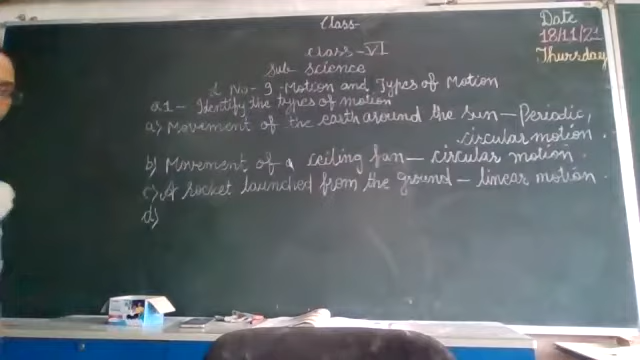 Class-
Date
18/11/21
Thursday
Class - VI
Sub- Science
L. No- 9. Motion and Types of Motion
Q.1- Identify the types of motion
a) Movement of the earth around the sun - Periodic,
circular motion.
b) Movement of a ceiling fan - circular motion.
c) A rocket launched from the ground - linear motion.
d)